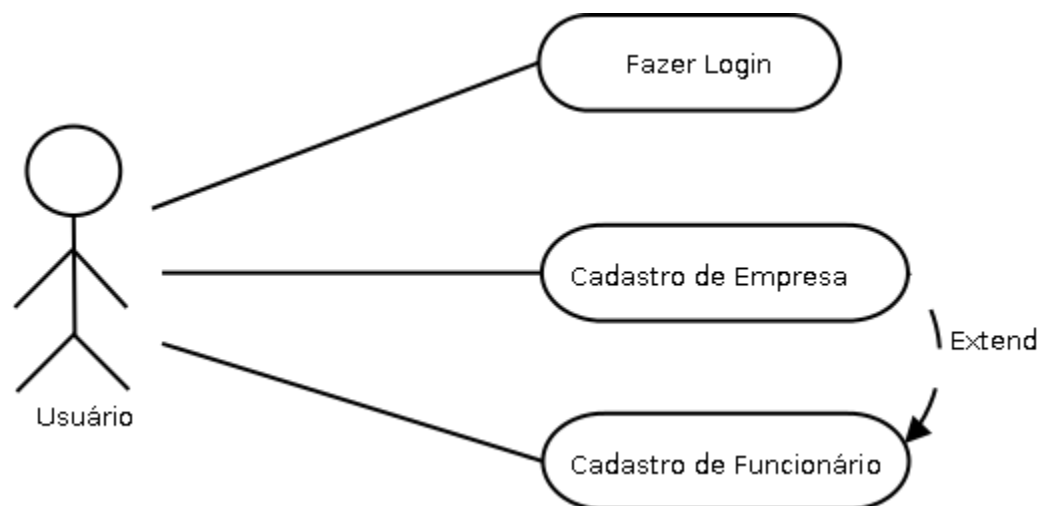 Fazer Login
Cadastro de Empresa
Extend
Usuário
Cadastro de Funcionário